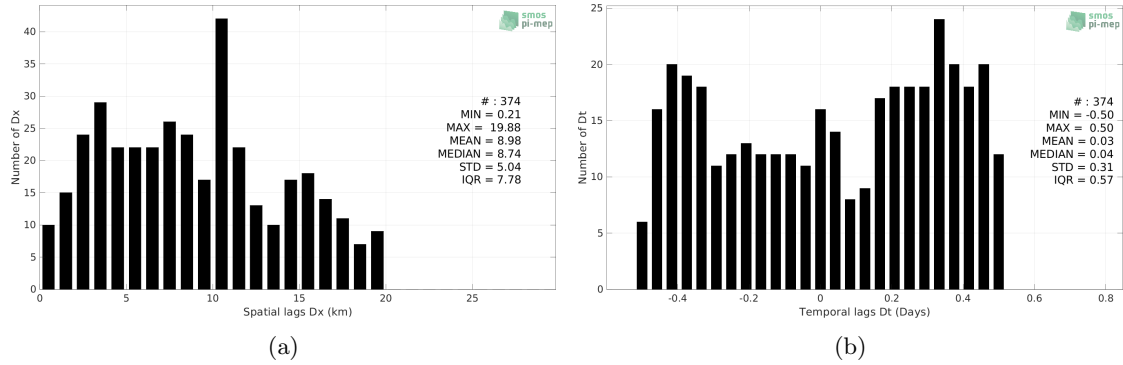 smos
pi-mep
Number of Dx
40
35
30
25
20
15
10
5
0
# : 374
MIN = 0.21
MAX = 19.88
MEAN = 8.98
MEDIAN = 8.74
STD = 5.04
IQR = 7.78
0 5 10 15 20 25
Spatial lags Dx (km)
(a)
smos
pi-mep
Number of Dt
25
20
15
10
5
0
# : 374
MIN = -0.50
MAX = 0.50
MEAN = 0.03
MEDIAN = 0.04
STD = 0.31
IQR = 0.57
-0.4 -0.2 0 0.2 0.4 0.6 0.8
Temporal lags Dt (Days)
(b)